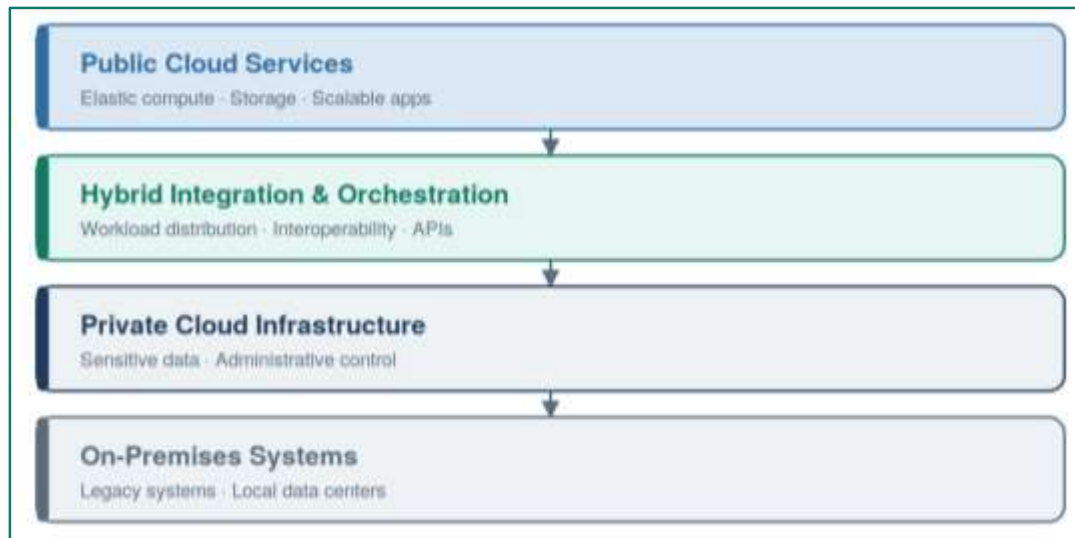 Public Cloud Services
Elastic compute · Storage · Scalable apps
Hybrid Integration & Orchestration
Workload distribution · Interoperability · APIs
Private Cloud Infrastructure
Sensitive data · Administrative control
On-Premises Systems
Legacy systems · Local data centers